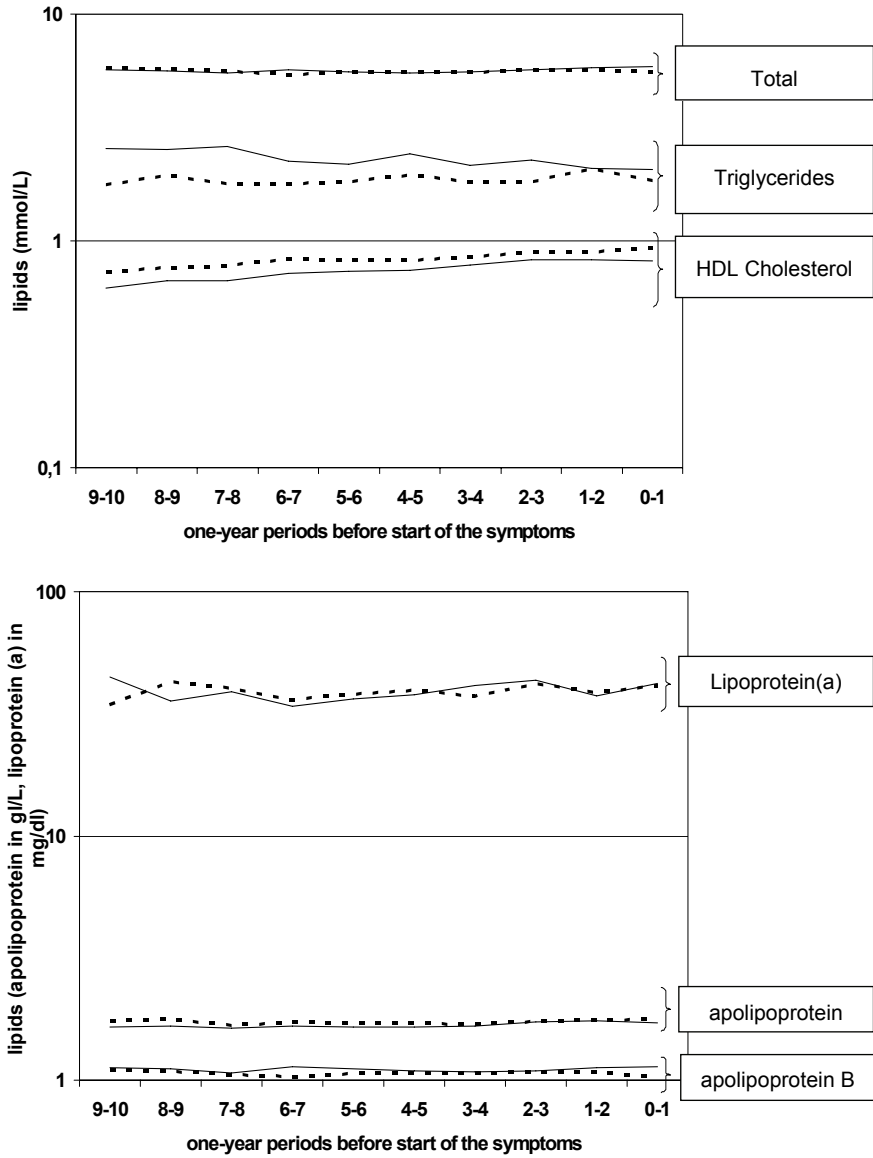 10
1
0,1
lipids (mmol/L)
Total
Triglycerides
HDL Cholesterol
9-10 8-9 7-8 6-7 5-6 4-5 3-4 2-3 1-2 0-1
one-year periods before start of the symptoms
100
10
1
lipids (apolipoprotein in gl/L, lipoprotein (a) in
mg/dl)
Lipoprotein(a)
apolipoprotein
apolipoprotein B
9-10 8-9 7-8 6-7 5-6 4-5 3-4 2-3 1-2 0-1
one-year periods before start of the symptoms